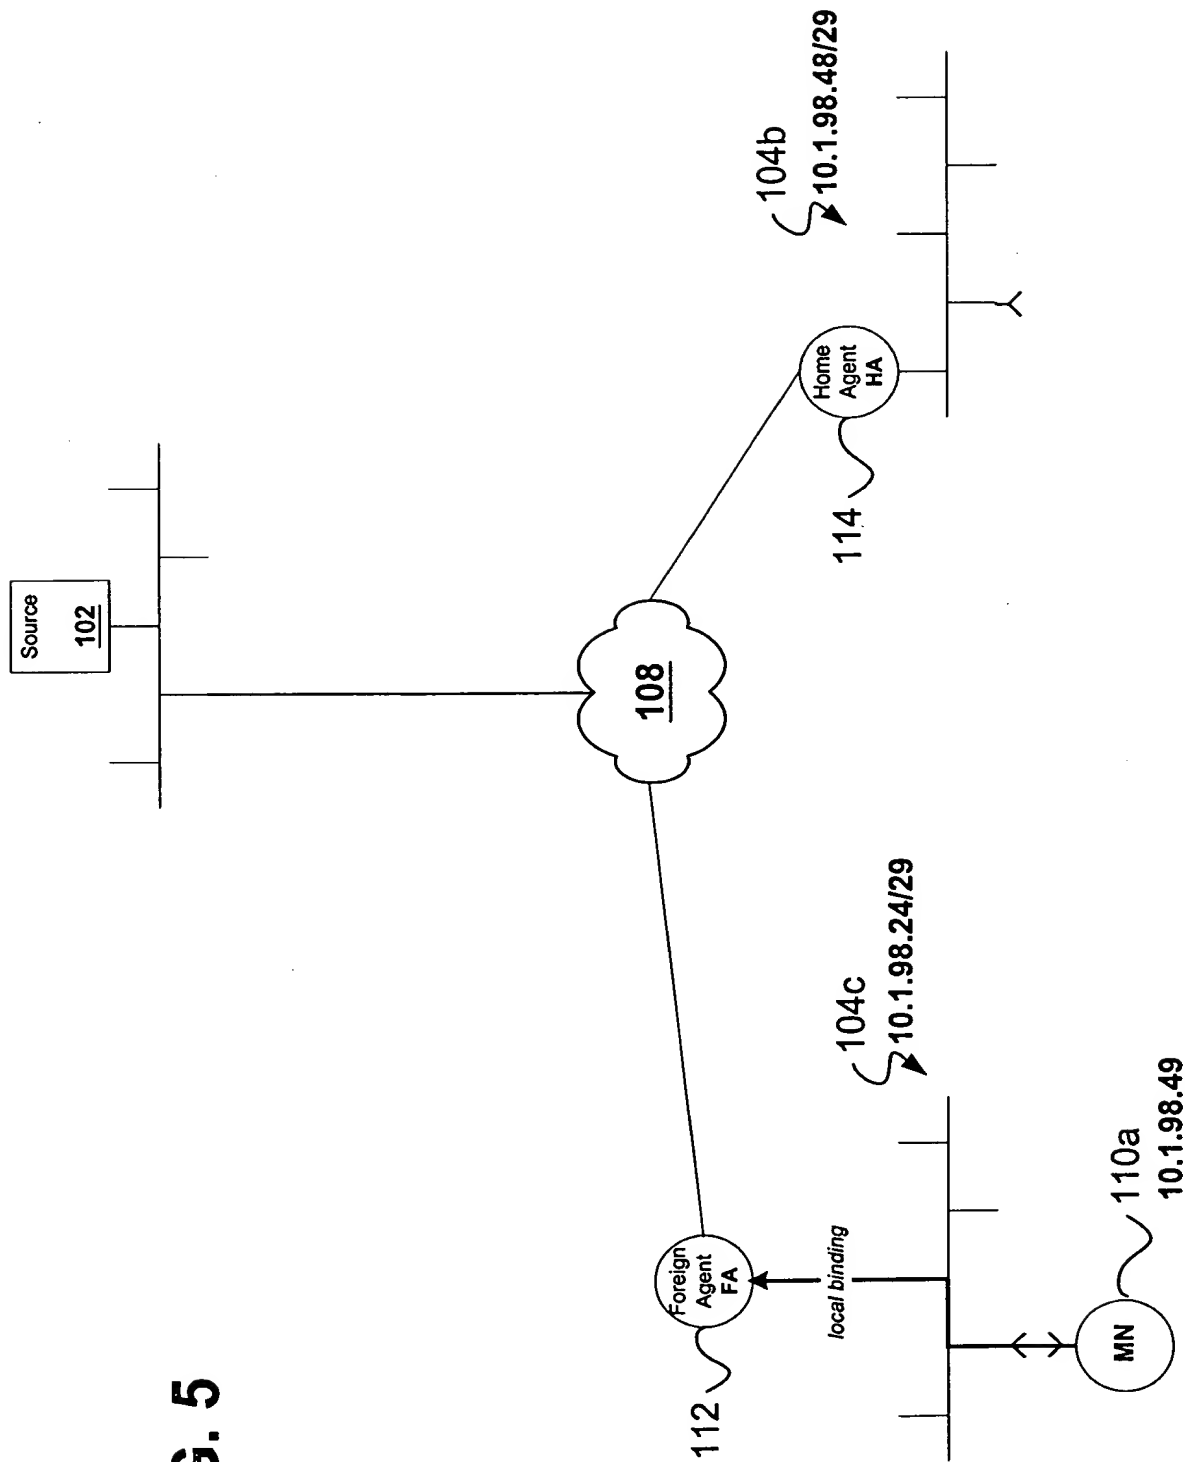 Source
102
108
Foreign
Agent
FA
112
Home
Agent
HA
114
104b
10.1.98.48/29
104c
10.1.98.24/29
local binding
MN
110a
10.1.98.49
G. 5